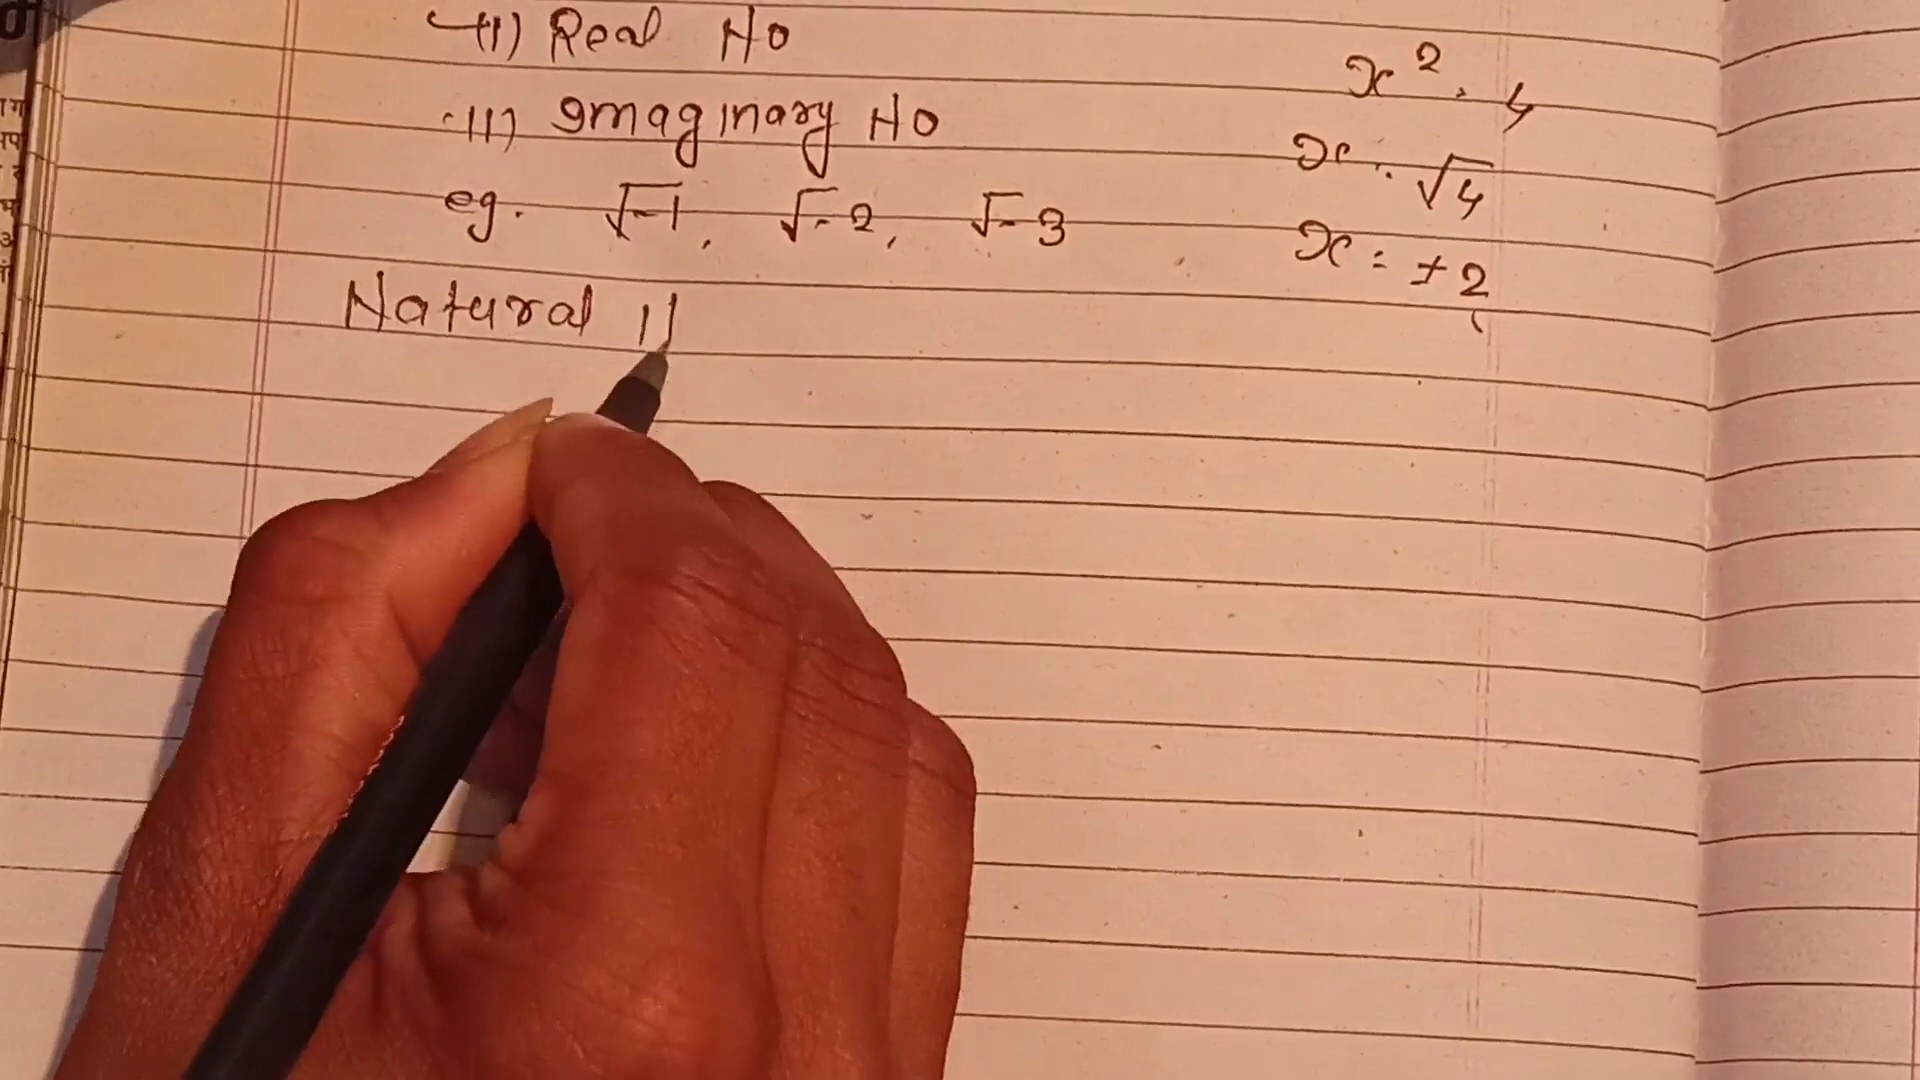 (I) Real No
(II) Imaginary No
eg. √-1, √-2, √-3
Natural
x² = 4
x = √4
x = ±2